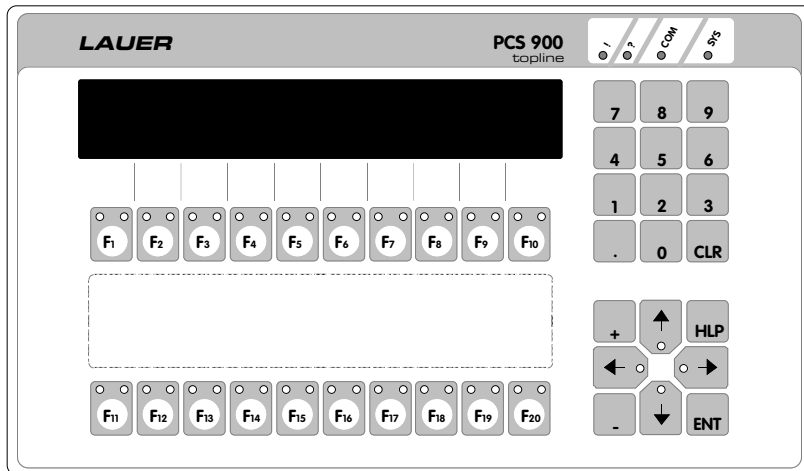 LAUER
PCS 900
topline
! ? COM SYS
7 8 9
4 5 6
1 2 3
. 0 CLR
F1 F2 F3 F4 F5 F6 F7 F8 F9 F10
+ HLP
- ENT
F11 F12 F13 F14 F15 F16 F17 F18 F19 F20